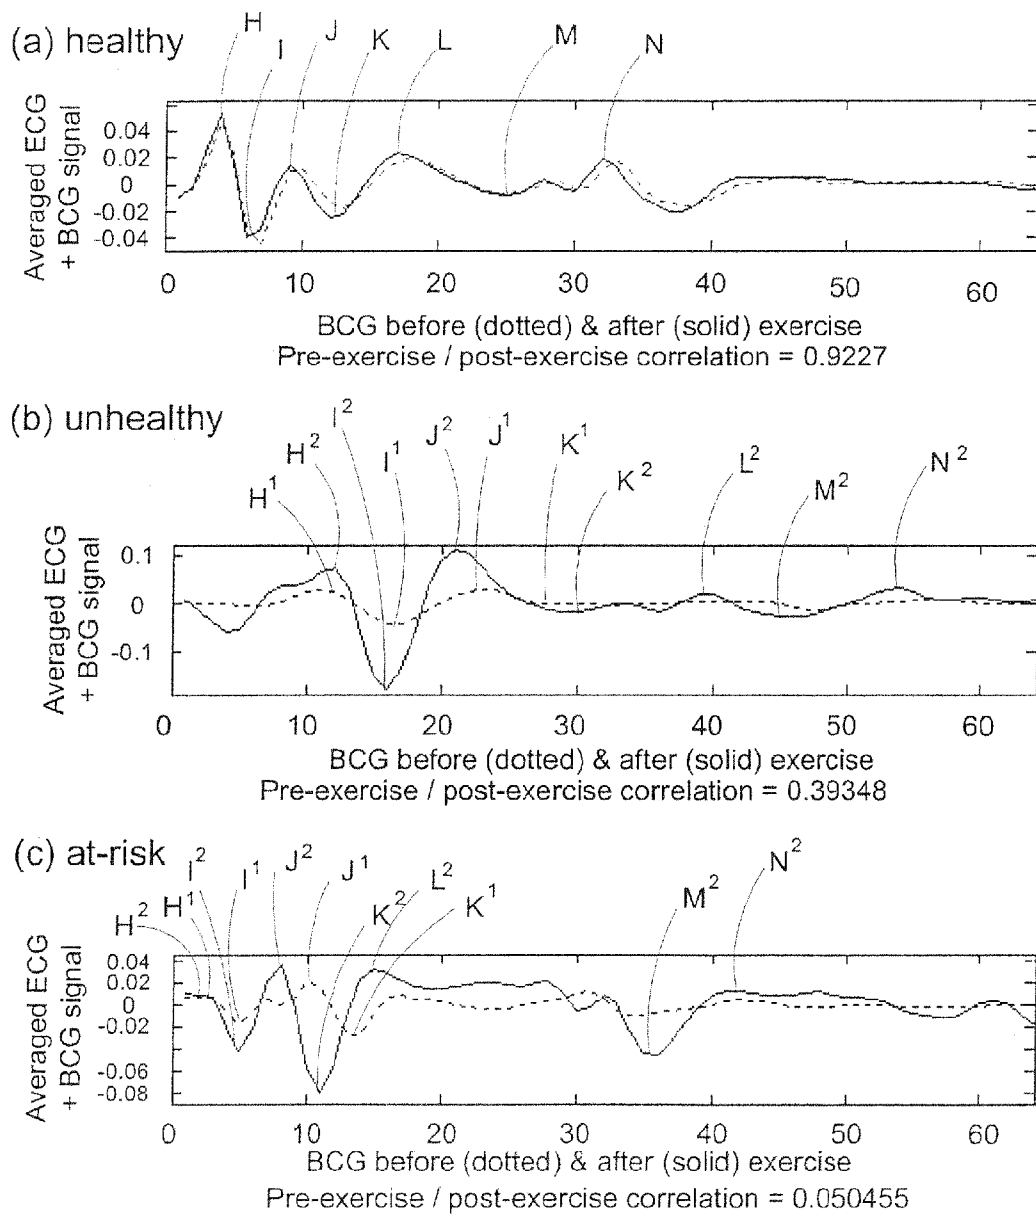 (a) healthy
H
I
J
K
L
M
N
Averaged ECG
+ BCG signal
0.04
0.02
0
-0.02
-0.04
0 10 20 30 40 50 60
BCG before (dotted) & after (solid) exercise
Pre-exercise / post-exercise correlation = 0.9227
(b) unhealthy
H¹
H²
I²
I¹
J²
J¹
K¹
K²
L²
M²
N²
Averaged ECG
+ BCG signal
0.1
0
-0.1
0 10 20 30 40 50 60
BCG before (dotted) & after (solid) exercise
Pre-exercise / post-exercise correlation = 0.39348
(c) at-risk
H²
H¹
I²
I¹
J²
J¹
K²
L²
K¹
M²
N²
Averaged ECG
+ BCG signal
0.04
0.02
0
-0.02
-0.06
-0.08
0 10 20 30 40 50 60
BCG before (dotted) & after (solid) exercise
Pre-exercise / post-exercise correlation = 0.050455